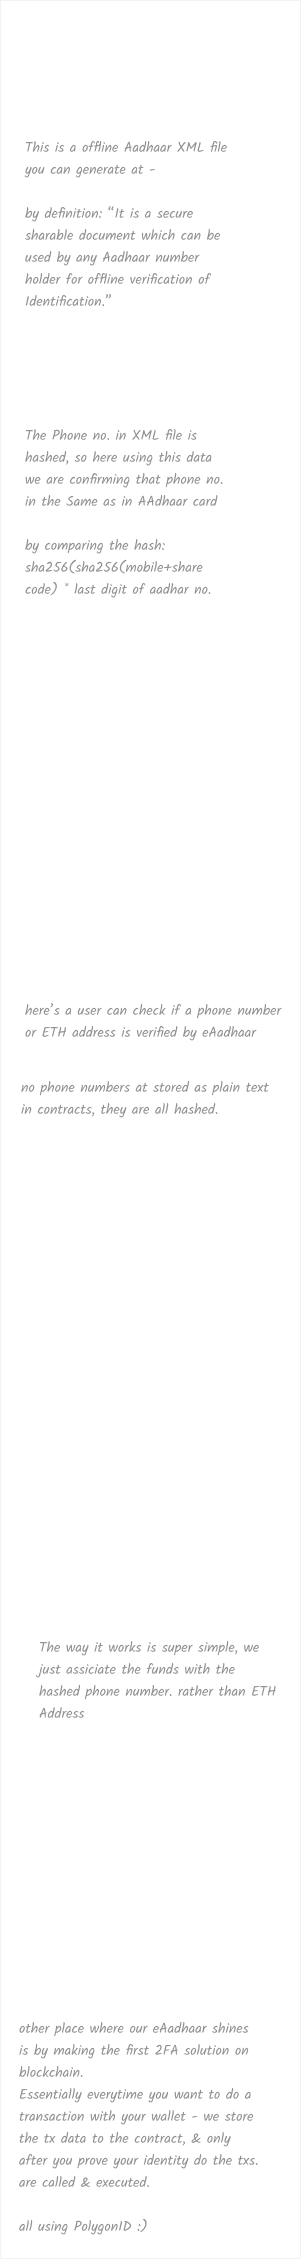 This is a offline Aadhaar XML file
you can generate at -
by definition: “It is a secure
sharable document which can be
used by any Aadhaar number
holder for offline verification of
Identification.”
The Phone no. in XML file is
hashed, so here using this data
we are confirming that phone no.
in the Same as in AAdhaar card
by comparing the hash:
sha256(sha256(mobile+share
code) * last digit of aadhar no.
here’s a user can check if a phone number
or ETH address is verified by eAadhaar
no phone numbers at stored as plain text
in contracts, they are all hashed.
The way it works is super simple, we
just assiciate the funds with the
hashed phone number. rather than ETH
Address
other place where our eAadhaar shines
is by making the first 2FA solution on
blockchain.
Essentially everytime you want to do a
transaction with your wallet - we store
the tx data to the contract, & only
after you prove your identity do the txs.
are called & executed.
all using PolygonID :)